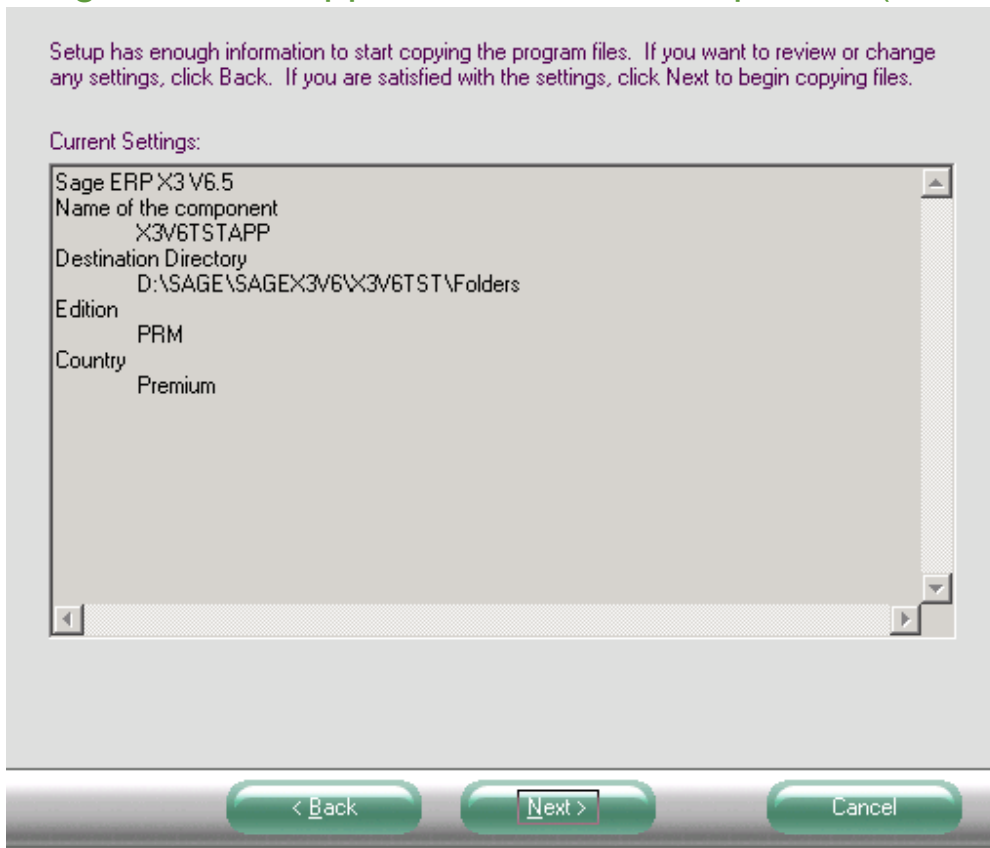 Setup has enough information to start copying the program files. If you want to review or change
any settings, click Back. If you are satisfied with the settings, click Next to begin copying files.
Current Settings:
Sage ERP X3 V6.5
Name of the component
X3V6TSTAPP
Destination Directory
D:\SAGE\SAGEX3V6\X3V6TST\Folders
Edition
PRM
Country
Premium
< Back
Next >
Cancel